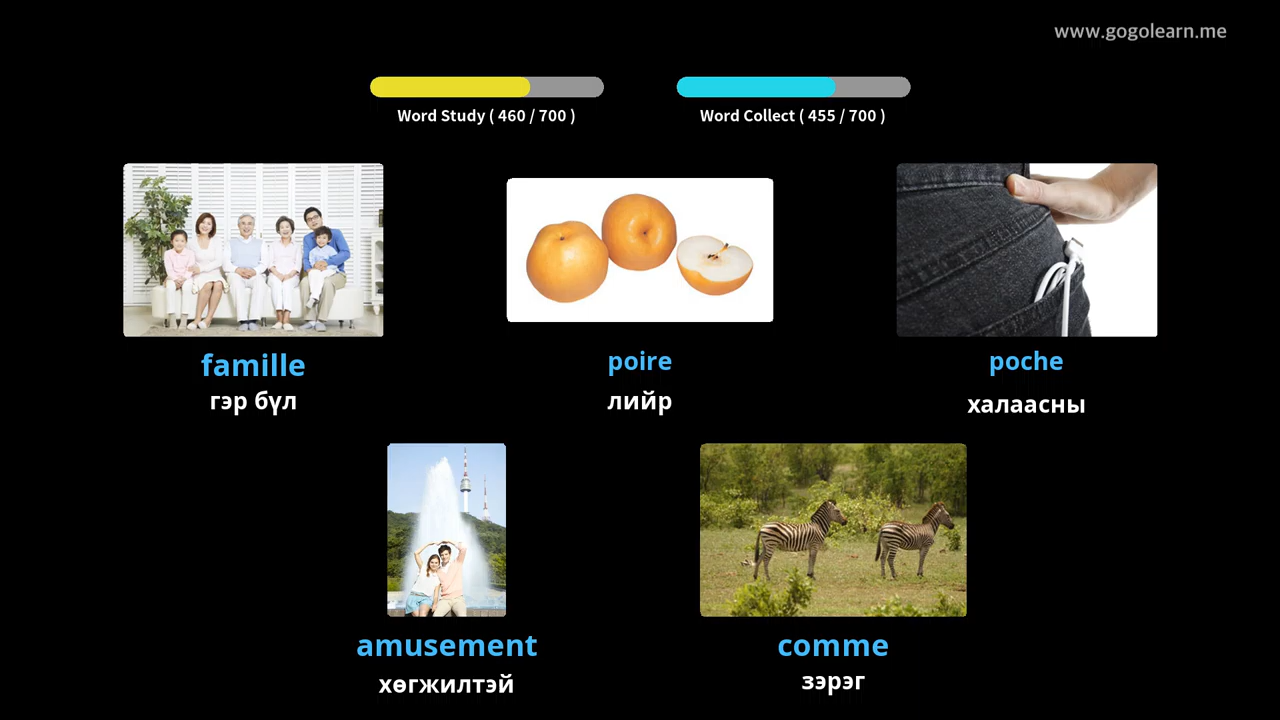 www.gogolearn.me
Word Study ( 460 / 700 )
Word Collect ( 455 / 700 )
famille
гэр бүл
poire
лийр
poche
халаасны
amusement
хөгжилтэй
comme
зэрэг